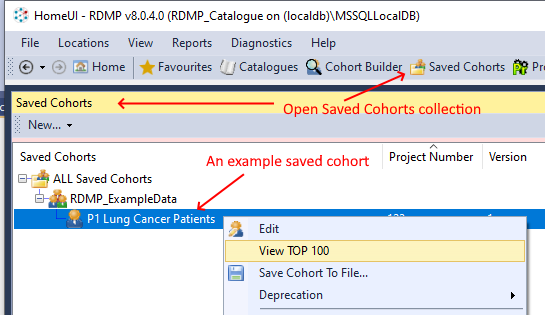 HomeUI - RDMP v8.0.4.0 (RDMP_Catalogue on (localdb)\MSSQLLocalDB)
File Locations View Diagnostics Help
Home Favourites Catalogues Cohort Builder Saved Cohorts
Saved Cohorts
Open Saved Cohorts collection
New...
An example saved cohort
Saved Cohorts Project Number Version
ALL Saved Cohorts
RDMP_ExampleData
P1 Lung Cancer Patients
Edit
View TOP 100
Save Cohort To File...
Deprecation